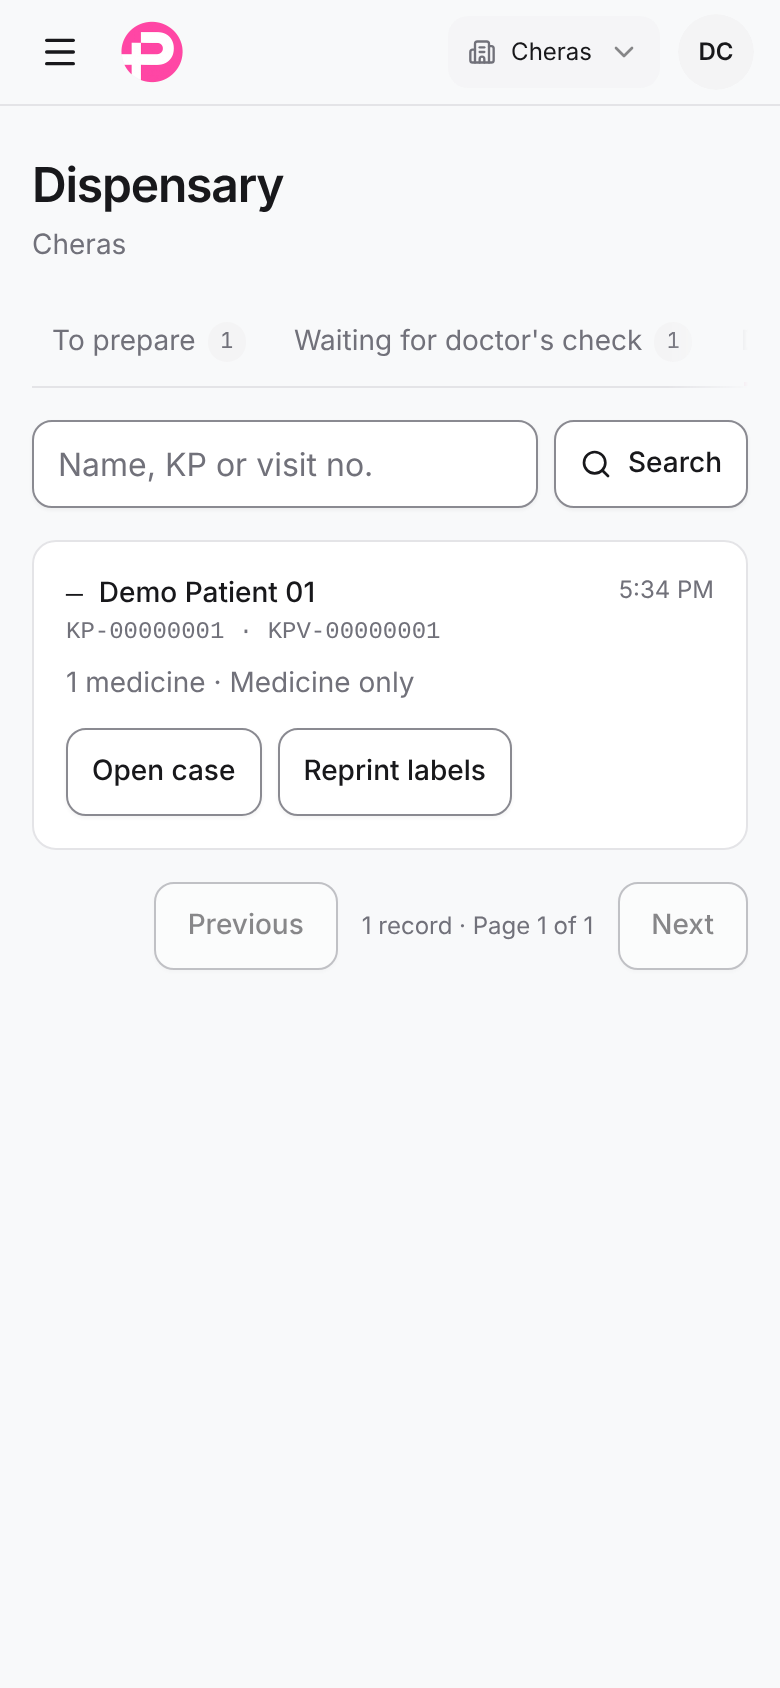 Cheras
DC
Dispensary
Cheras
To prepare 1
Waiting for doctor's check 1
Name, KP or visit no.
Search
– Demo Patient 01
5:34 PM
KP-00000001 · KPV-00000001
1 medicine · Medicine only
Open case
Reprint labels
Previous
1 record · Page 1 of 1
Next